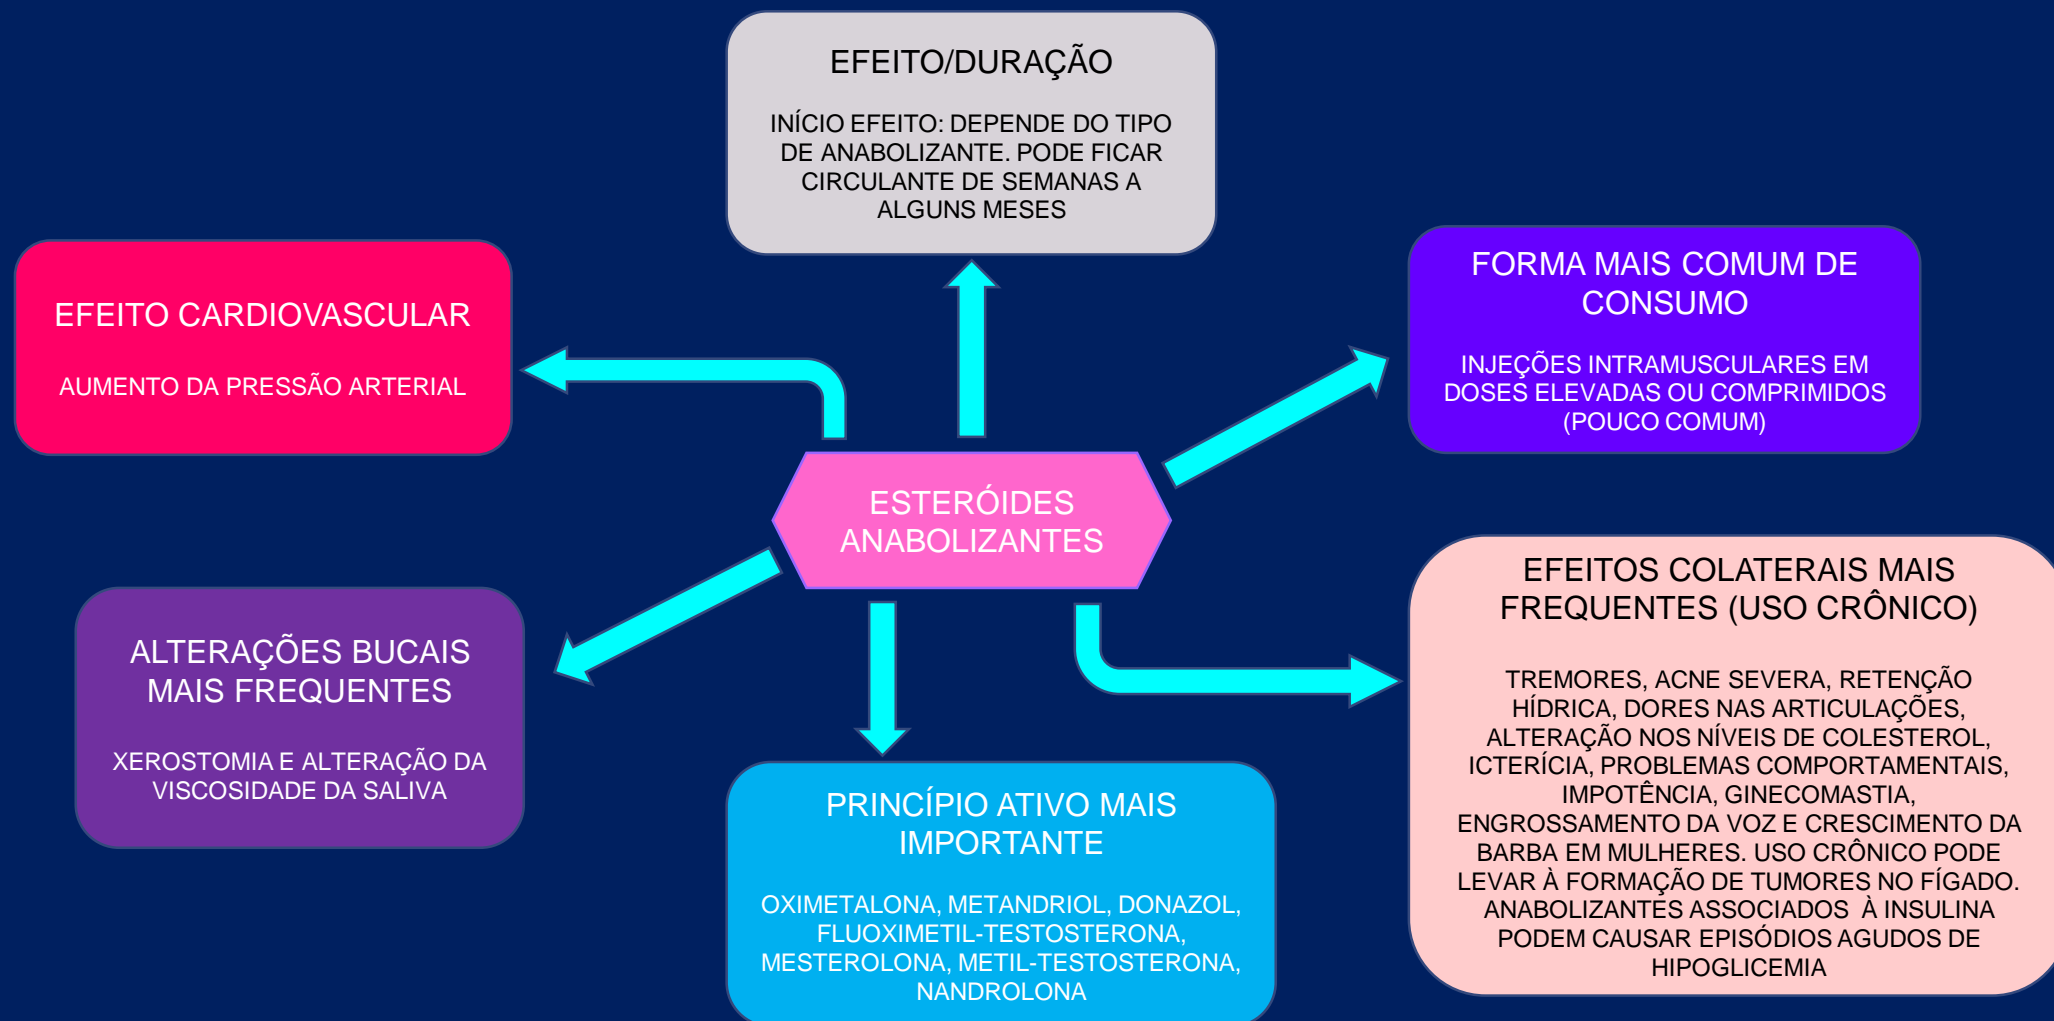 EFEITO/DURAÇÃO
INÍCIO EFEITO: DEPENDE DO TIPO
DE ANABOLIZANTE. PODE FICAR
CIRCULANTE DE SEMANAS A
ALGUNS MESES
EFEITO CARDIOVASCULAR
AUMENTO DA PRESSÃO ARTERIAL
FORMA MAIS COMUM DE
CONSUMO
INJEÇÕES INTRAMUSCULARES EM
DOSES ELEVADAS OU COMPRIMIDOS
(POUCO COMUM)
ESTERÓIDES
ANABOLIZANTES
ALTERAÇÕES BUCAIS
MAIS FREQUENTES
XEROSTOMIA E ALTERAÇÃO DA
VISCOSIDADE DA SALIVA
PRINCÍPIO ATIVO MAIS
IMPORTANTE
OXIMETALONA, METANDRIOL, DONAZOL,
FLUOXIMETIL-TESTOSTERONA,
MESTEROLONA, METIL-TESTOSTERONA,
NANDROLONA
EFEITOS COLATERAIS MAIS
FREQUENTES (USO CRÔNICO)
TREMORES, ACNE SEVERA, RETENÇÃO
HÍDRICA, DORES NAS ARTICULAÇÕES,
ALTERAÇÃO NOS NÍVEIS DE COLESTEROL,
ICTERÍCIA, PROBLEMAS COMPORTAMENTAIS,
IMPOTÊNCIA, GINECOMASTIA,
ENGROSSAMENTO DA VOZ E CRESCIMENTO DA
BARBA EM MULHERES. USO CRÔNICO PODE
LEVAR À FORMAÇÃO DE TUMORES NO FÍGADO.
ANABOLIZANTES ASSOCIADOS À INSULINA
PODEM CAUSAR EPISÓDIOS AGUDOS DE
HIPOGLICEMIA